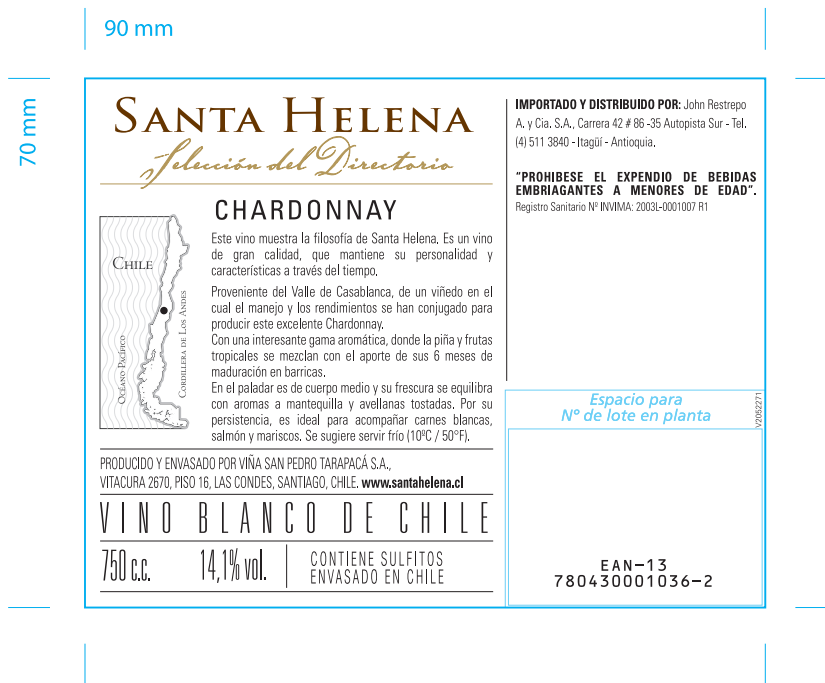 90 mm
70 mm
SANTA HELENA
Selección del Directorio
CHARDONNAY
CHILE
OCÉANO PACÍFICO
CORDILLERA DE LOS ANDES
Este vino muestra la filosofía de Santa Helena. Es un vino
de gran calidad, que mantiene su personalidad y
características a través del tiempo.
Proveniente del Valle de Casablanca, de un viñedo en el
cual el manejo y los rendimientos se han conjugado para
producir este excelente Chardonnay.
Con una interesante gama aromática, donde la piña y frutas
tropicales se mezclan con el aporte de sus 6 meses de
maduración en barricas.
En el paladar es de cuerpo medio y su frescura se equilibra
con aromas a mantequilla y avellanas tostadas. Por su
persistencia, es ideal para acompañar carnes blancas,
salmón y mariscos. Se sugiere servir frío (10ºC / 50°F).
PRODUCIDO Y ENVASADO POR VIÑA SAN PEDRO TARAPACÁ S.A.,
VITACURA 2670, PISO 16, LAS CONDES, SANTIAGO, CHILE. www.santahelena.cl
VINO BLANCO DE CHILE
750 c.c.
14,1% vol.
CONTIENE SULFITOS
ENVASADO EN CHILE
IMPORTADO Y DISTRIBUIDO POR: John Restrepo
A. y Cia. S.A., Carrera 42 # 86 -35 Autopista Sur - Tel.
(4) 511 3840 - Itagüí - Antioquia.
"PROHIBESE EL EXPENDIO DE BEBIDAS
EMBRIAGANTES A MENORES DE EDAD".
Registro Sanitario Nº INVIMA: 2003L-0001007 R1
Espacio para
Nº de lote en planta
V2052271
EAN-13
780430001036-2